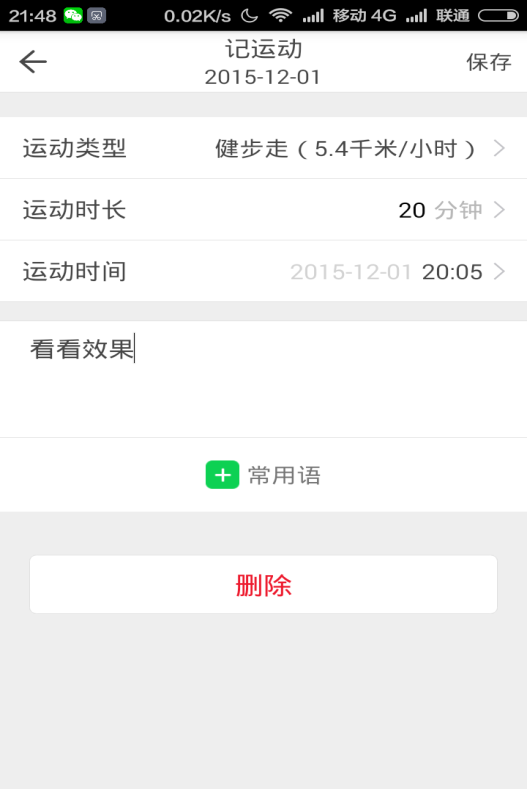 21:48 0.02K/s 移动 4G 联通
记运动
2015-12-01
保存
运动类型 健步走（5.4千米/小时）
运动时长 20 分钟
运动时间 2015-12-01 20:05
看看效果
常用语
删除